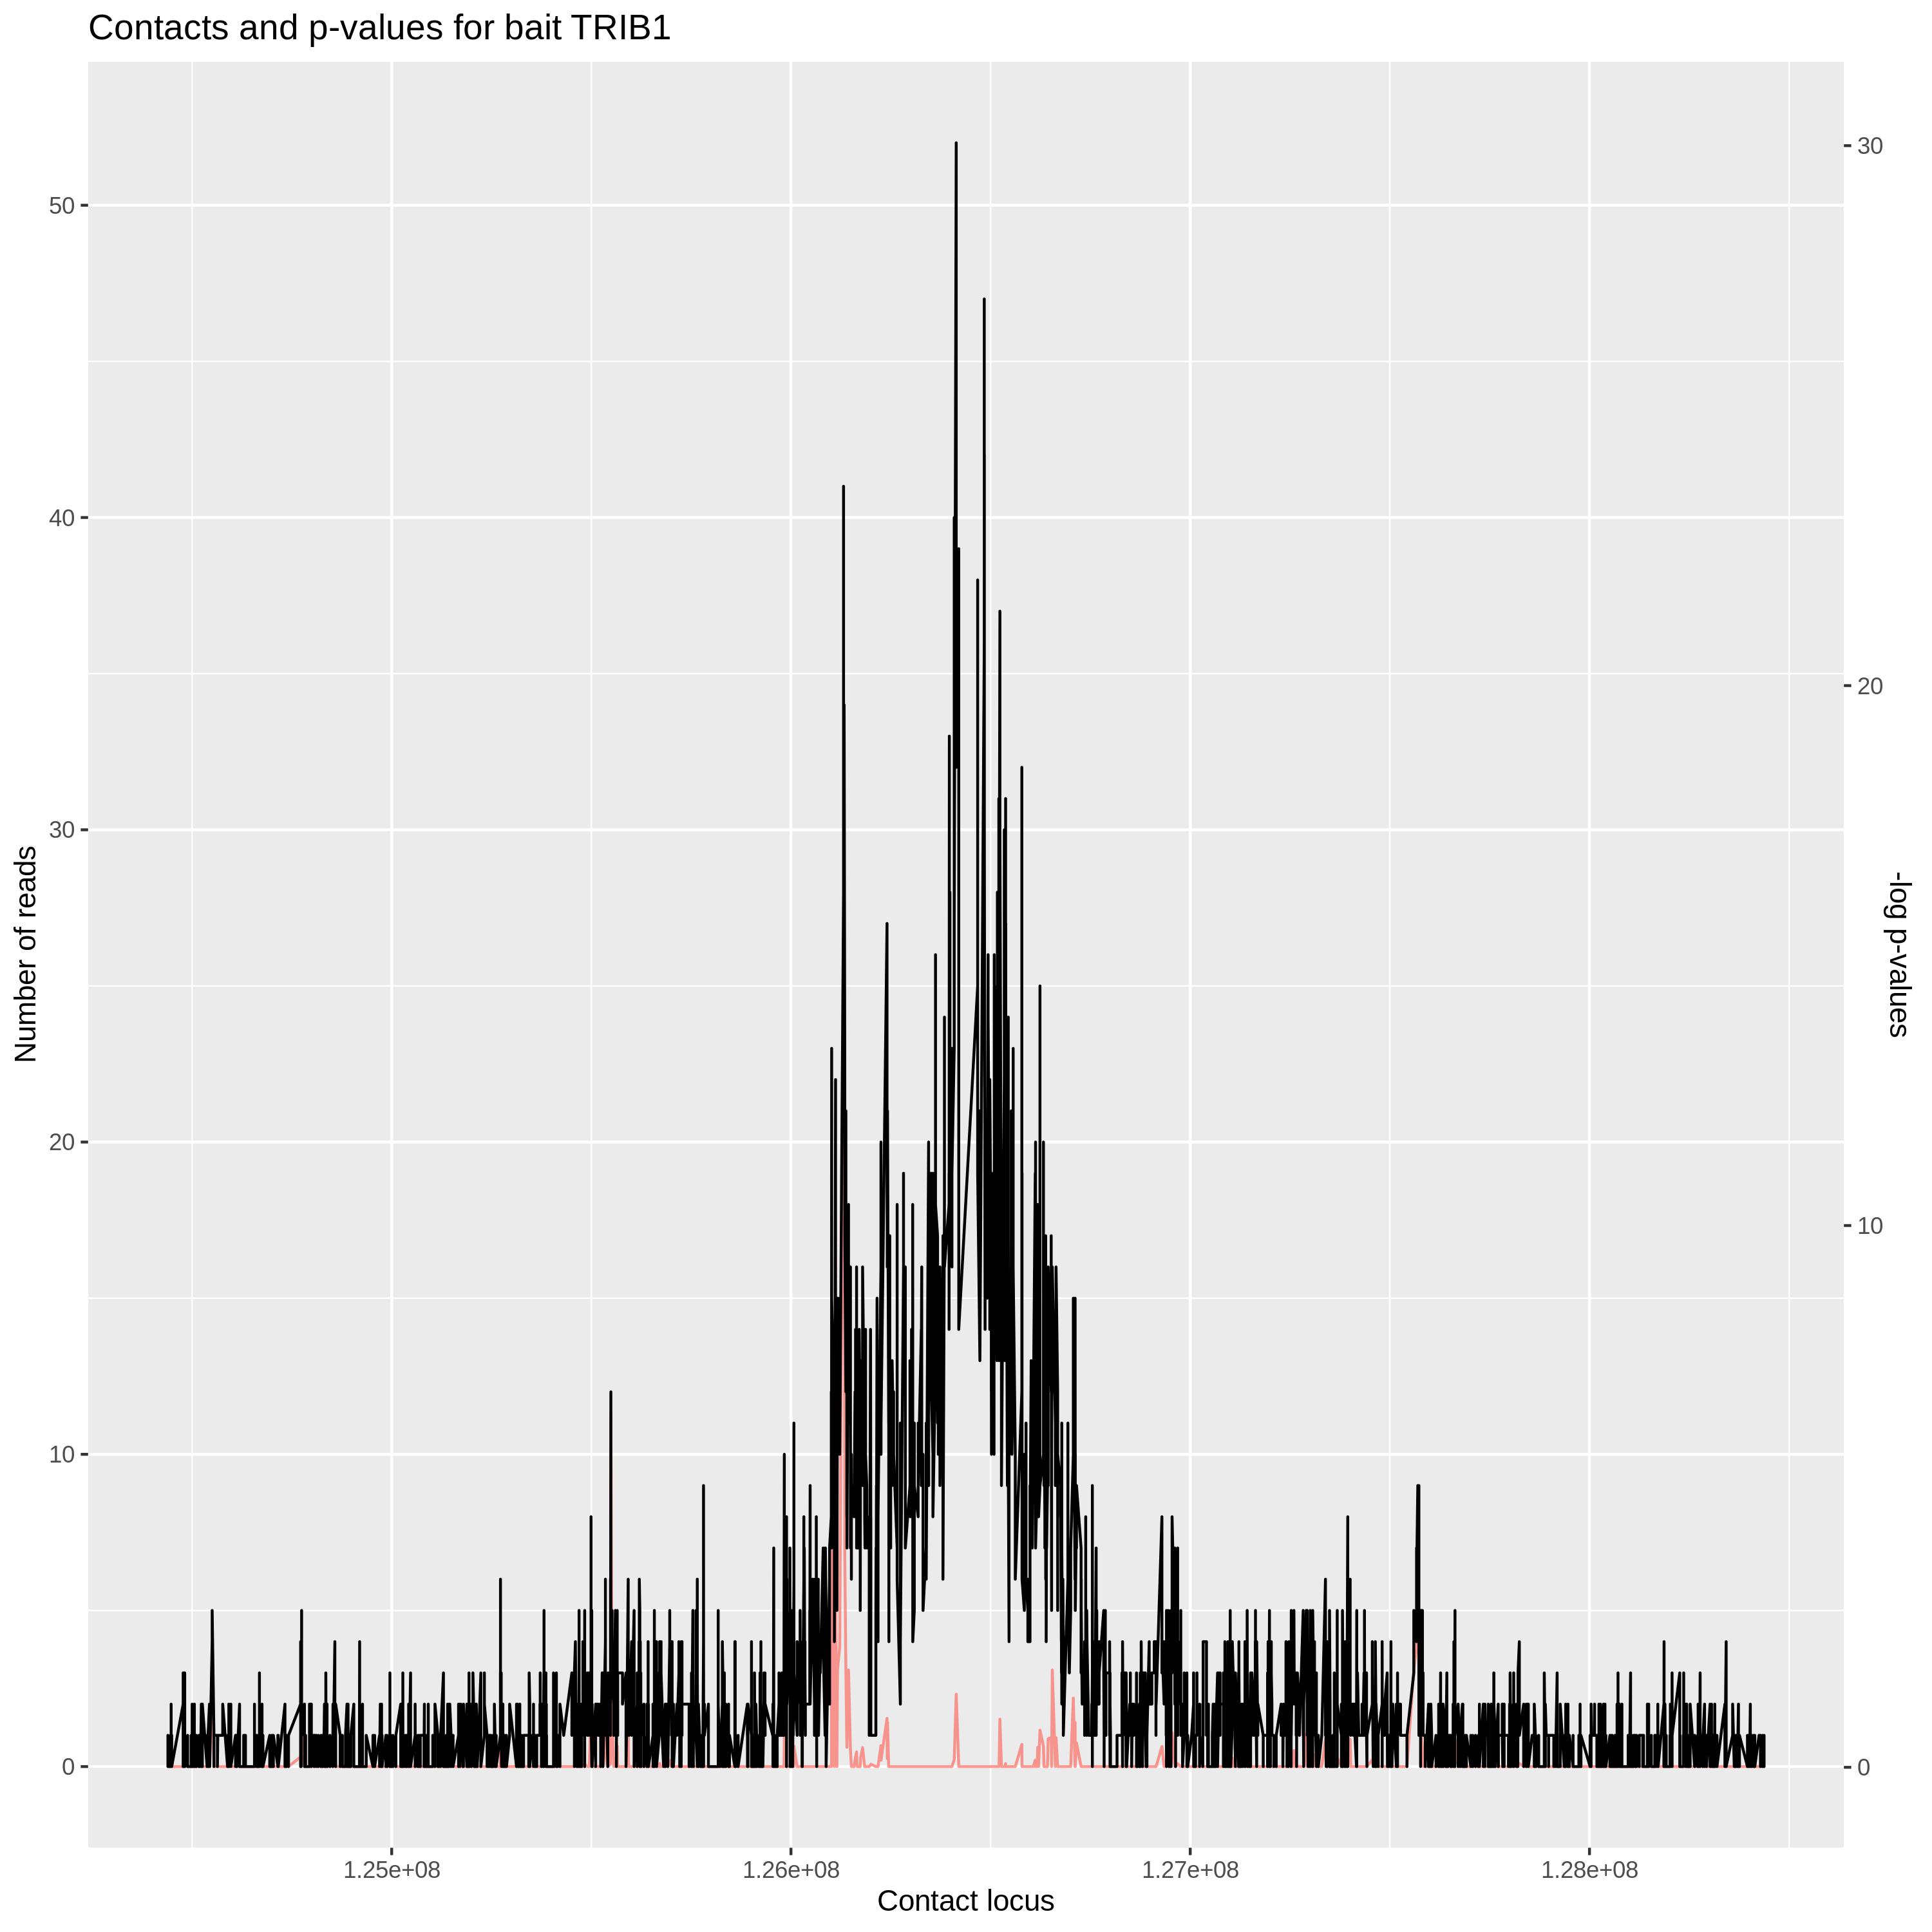 Contacts and p-values for bait TRIB1
50
40
30
20
10
0
Number of reads
30
20
10
0
-log p-values
1.25e+08
1.26e+08
1.27e+08
1.28e+08
Contact locus